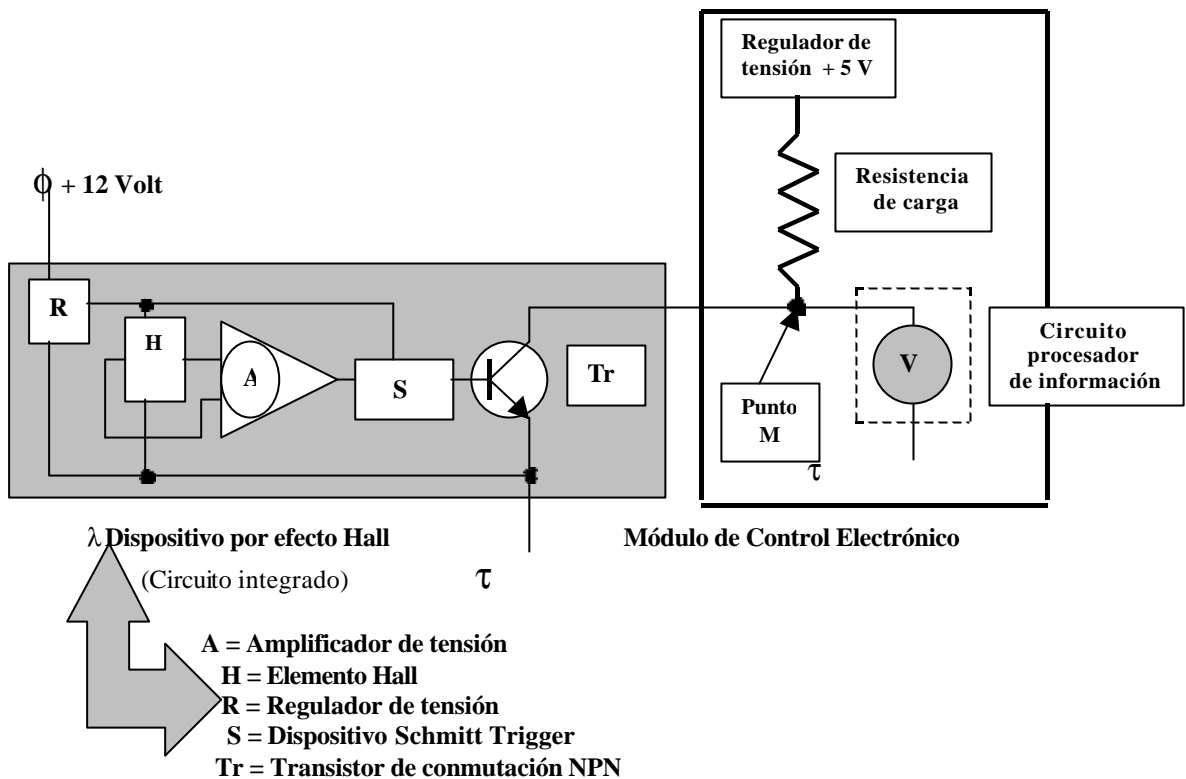 Regulador de
tensión + 5 V
Resistencia
de carga
ϕ + 12 Volt
R
H
A
S
Tr
Punto
M
τ
V
Circuito
procesador
de información
λ Dispositivo por efecto Hall
(Circuito integrado)
τ
Módulo de Control Electrónico
A = Amplificador de tensión
H = Elemento Hall
R = Regulador de tensión
S = Dispositivo Schmitt Trigger
Tr = Transistor de conmutación NPN